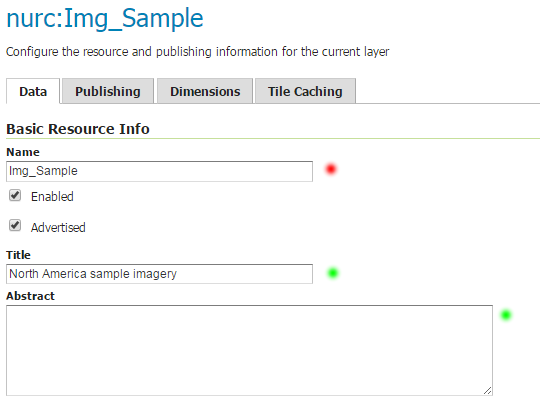 nurc:Img_Sample
Configure the resource and publishing information for the current layer
Data Publishing Dimensions Tile Caching
Basic Resource Info
Name
Img_Sample
Enabled
Advertised
Title
North America sample imagery
Abstract